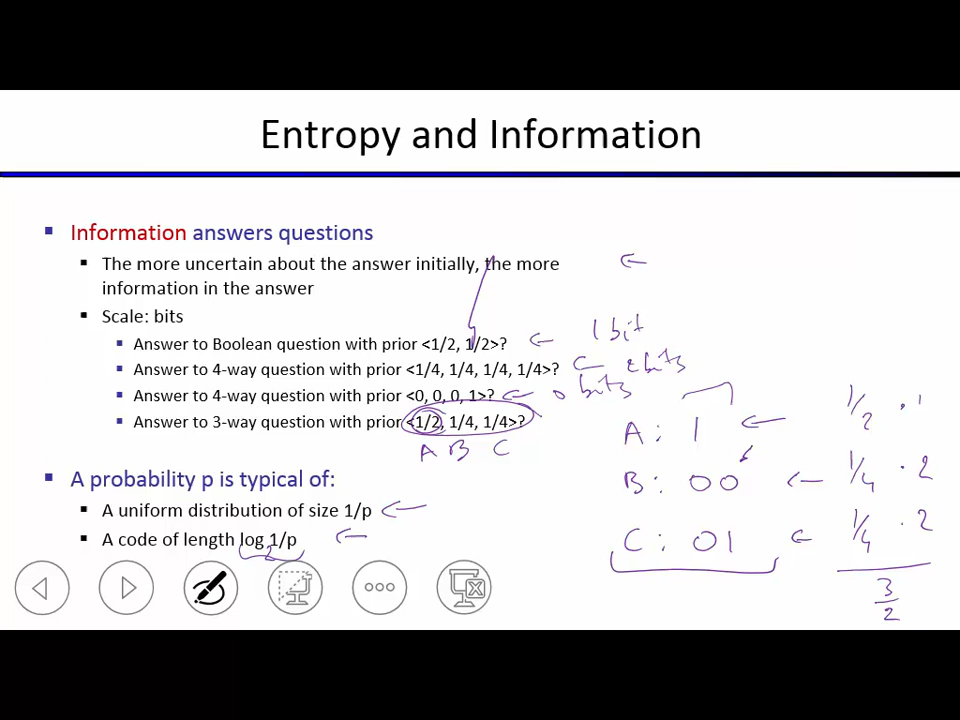 Entropy and Information
Information answers questions
The more uncertain about the answer initially, the more
information in the answer
Scale: bits
Answer to Boolean question with prior <1/2, 1/2>?
1 bit
Answer to 4-way question with prior <1/4, 1/4, 1/4, 1/4>?
2 bits
Answer to 4-way question with prior <0, 0, 0, 1>?
0 bits
Answer to 3-way question with prior <1/2, 1/4, 1/4>?
A B C
A probability p is typical of:
A uniform distribution of size 1/p
A code of length log 1/p
2
A: 1
1/2 · 1
B: 00
1/4 · 2
C: 01
1/4 · 2
3/2